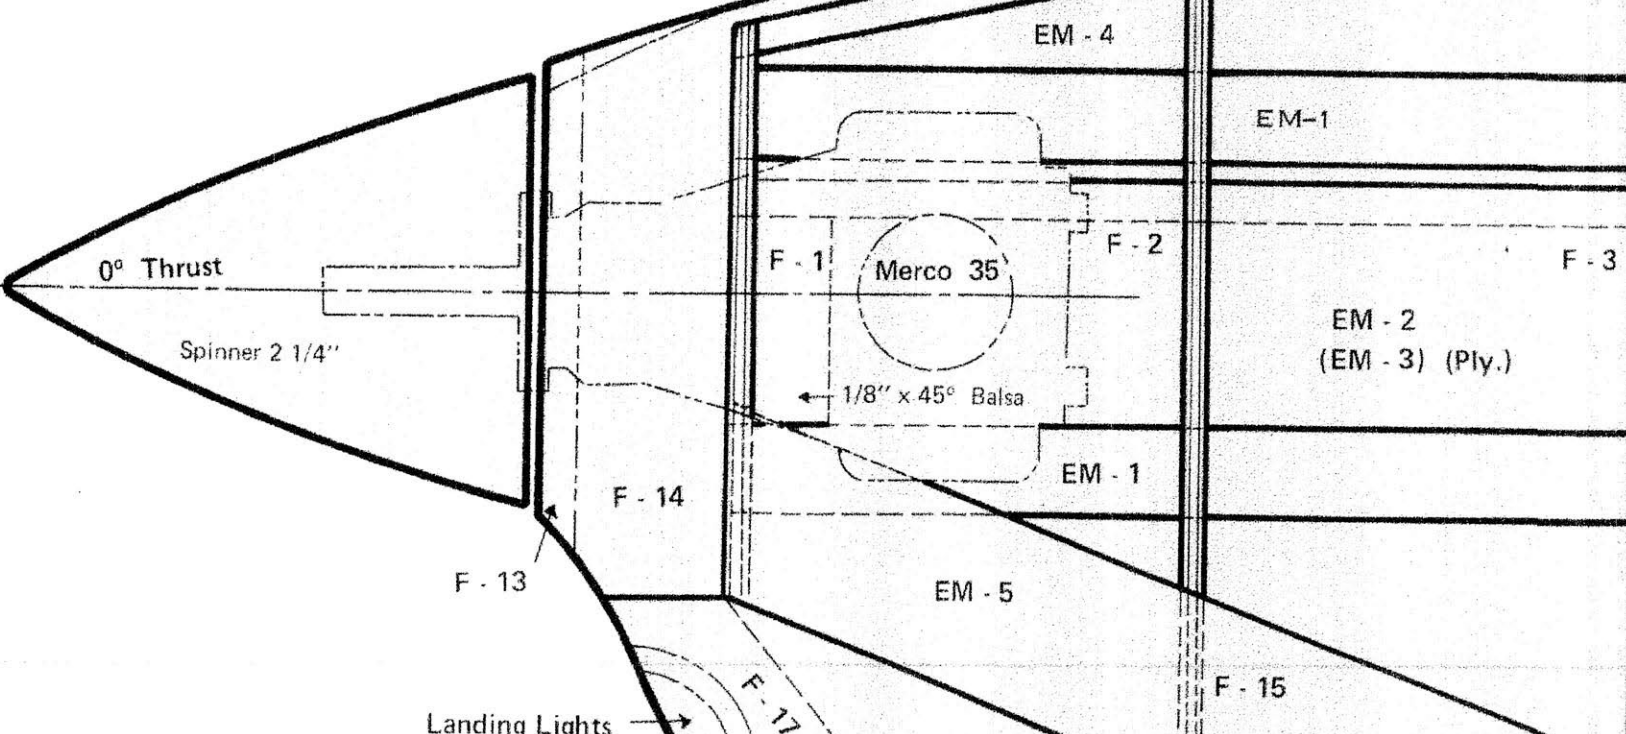 EM - 4
EM-1
F - 1
Merco 35
F - 2
F - 3
0° Thrust
Spinner 2 1/4"
EM - 2
(EM - 3) (Ply.)
1/8" x 45° Balsa
EM - 1
F - 14
F - 13
EM - 5
F - 15
F - 17
Landing Lights